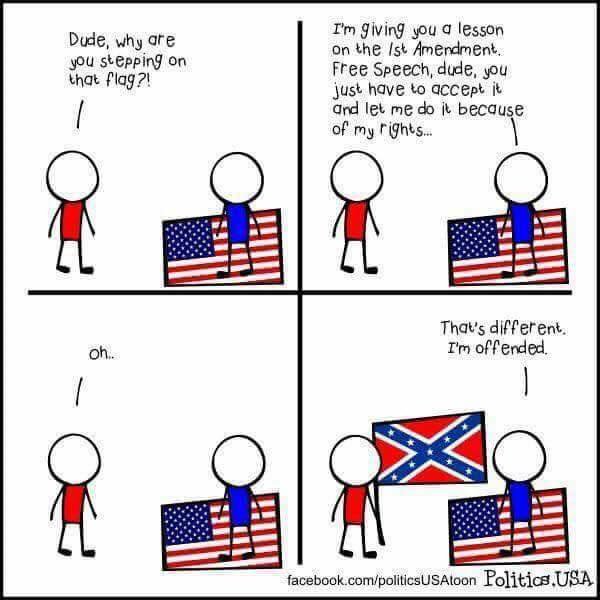 Dude, why are
you stepping on
that flag?!
I'm giving you a lesson
on the 1st Amendment.
Free Speech, dude, you
just have to accept it
and let me do it because
of my rights...
oh..
That's different.
I'm offended.
facebook.com/politicsUSAtoon Politics.USA